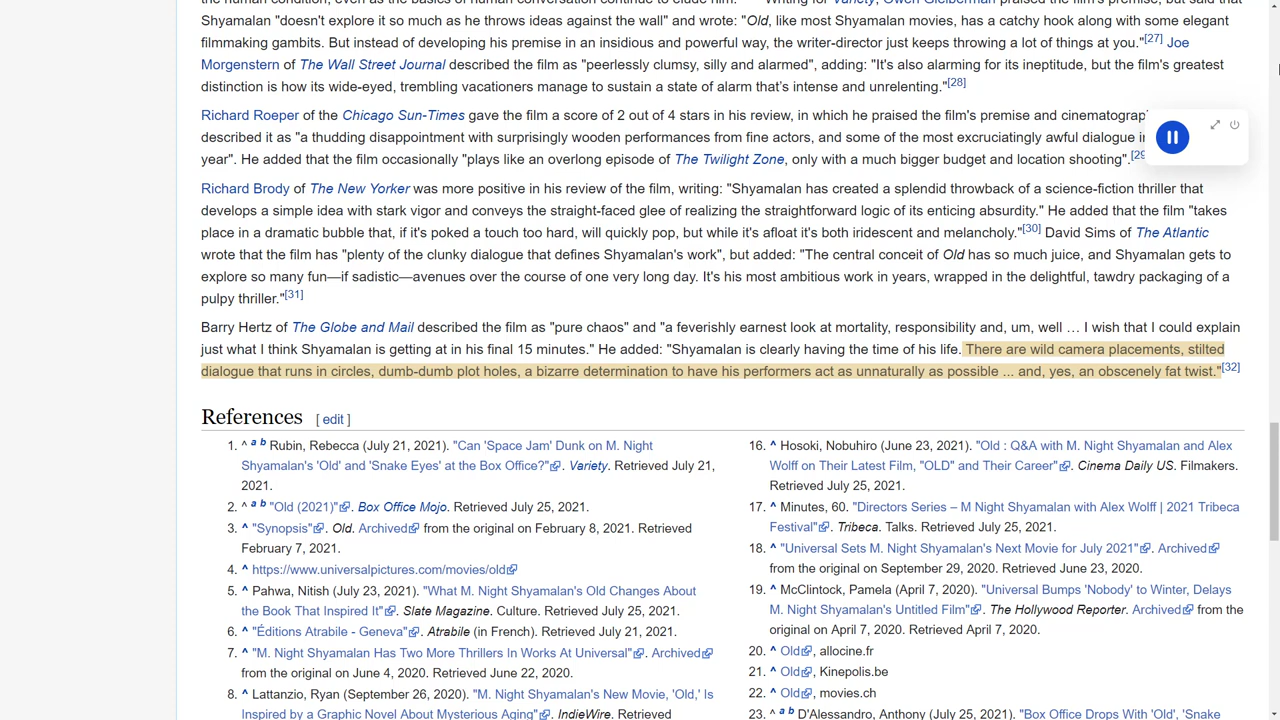 Shyamalan "doesn't explore it so much as he throws ideas against the wall" and wrote: "Old, like most Shyamalan movies, has a catchy hook along with some elegant
filmmaking gambits. But instead of developing his premise in an insidious and powerful way, the writer-director just keeps throwing a lot of things at you."[27] Joe
Morgenstern of The Wall Street Journal described the film as "peerlessly clumsy, silly and alarmed", adding: "It's also alarming for its ineptitude, but the film's greatest
distinction is how its wide-eyed, trembling vacationers manage to sustain a state of alarm that's intense and unrelenting."[28]
Richard Roeper of the Chicago Sun-Times gave the film a score of 2 out of 4 stars in his review, in which he praised the film's premise and
described it as "a thudding disappointment with surprisingly wooden performances from fine actors, and some of the most excruciatingly awful dialogue
year". He added that the film occasionally "plays like an overlong episode of The Twilight Zone, only with a much bigger budget and location shooting".
Richard Brody of The New Yorker was more positive in his review of the film, writing: "Shyamalan has created a splendid throwback of a science-fiction thriller that
develops a simple idea with stark vigor and conveys the straight-faced glee of realizing the straightforward logic of its enticing absurdity." He added that the film "takes
place in a dramatic bubble that, if it's poked a touch too hard, will quickly pop, but while it's afloat it's both iridescent and melancholy."[30] David Sims of The Atlantic
wrote that the film has "plenty of the clunky dialogue that defines Shyamalan's work", but added: "The central conceit of Old has so much juice, and Shyamalan gets to
explore so many fun—if sadistic—avenues over the course of one very long day. It's his most ambitious work in years, wrapped in the delightful, tawdry packaging of a
pulpy thriller."[31]
Barry Hertz of The Globe and Mail described the film as "pure chaos" and "a feverishly earnest look at mortality, responsibility and, um, well … I wish that I could explain
just what I think Shyamalan is getting at in his final 15 minutes." He added: "Shyamalan is clearly having the time of his life. There are wild camera placements, stilted
dialogue that runs in circles, dumb-dumb plot holes, a bizarre determination to have his performers act as unnaturally as possible ... and, yes, an obscenely fat twist."[32]
References [ edit ]
1. ^ a b Rubin, Rebecca (July 21, 2021). "Can 'Space Jam' Dunk on M. Night
Shyamalan's 'Old' and 'Snake Eyes' at the Box Office?". Variety. Retrieved July 21,
2021.
2. ^ a b "Old (2021)". Box Office Mojo. Retrieved July 25, 2021.
3. ^ "Synopsis". Old. Archived from the original on February 8, 2021. Retrieved
February 7, 2021.
4. ^ https://www.universalpictures.com/movies/old
5. ^ Pahwa, Nitish (July 23, 2021). "What M. Night Shyamalan's Old Changes About
the Book That Inspired It". Slate Magazine. Culture. Retrieved July 25, 2021.
6. ^ "Éditions Atrabile - Geneva". Atrabile (in French). Retrieved July 21, 2021.
7. ^ "M. Night Shyamalan Has Two More Thrillers In Works At Universal". Archived
from the original on June 4, 2020. Retrieved June 22, 2020.
8. ^ Lattanzio, Ryan (September 26, 2020). "M. Night Shyamalan's New Movie, 'Old,' Is
Inspired by a Graphic Novel About Mysterious Aging". IndieWire. Retrieved
16. ^ Hosoki, Nobuhiro (June 23, 2021). "Old : Q&A with M. Night Shyamalan and Alex
Wolff on Their Latest Film, "OLD" and Their Career". Cinema Daily US. Filmakers.
Retrieved July 25, 2021.
17. ^ Minutes, 60. "Directors Series – M Night Shyamalan with Alex Wolff | 2021 Tribeca
Festival". Tribeca. Talks. Retrieved July 25, 2021.
18. ^ "Universal Sets M. Night Shyamalan's Next Movie for July 2021". Archived
from the original on September 29, 2020. Retrieved June 23, 2020.
19. ^ McClintock, Pamela (April 7, 2020). "Universal Bumps 'Nobody' to Winter, Delays
M. Night Shyamalan's Untitled Film". The Hollywood Reporter. Archived from the
original on April 7, 2020. Retrieved April 7, 2020.
20. ^ Old, allocine.fr
21. ^ Old, Kinepolis.be
22. ^ Old, movies.ch
23. ^ a b D'Alessandro, Anthony (July 25, 2021). "Box Office Drops With 'Old', 'Snake